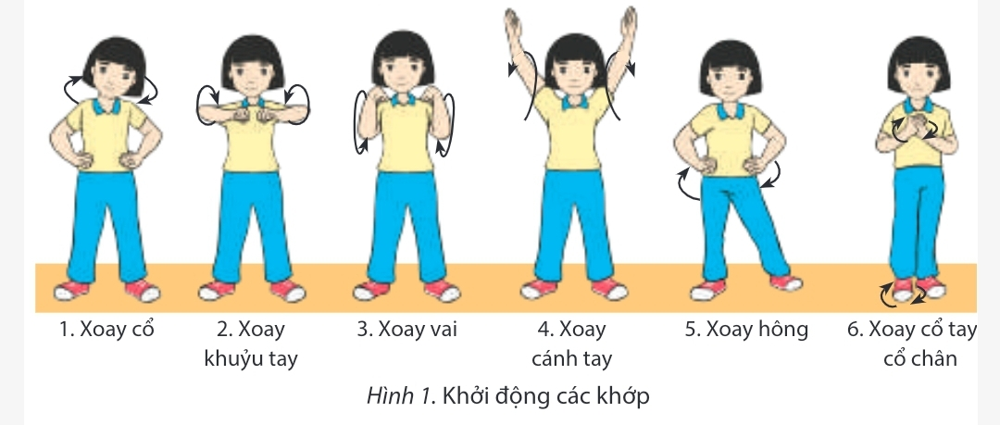 1. Xoay cổ
2. Xoay
khuỷu tay
3. Xoay vai
4. Xoay
cánh tay
5. Xoay hông
6. Xoay cổ tay
cổ chân
Hình 1. Khởi động các khớp